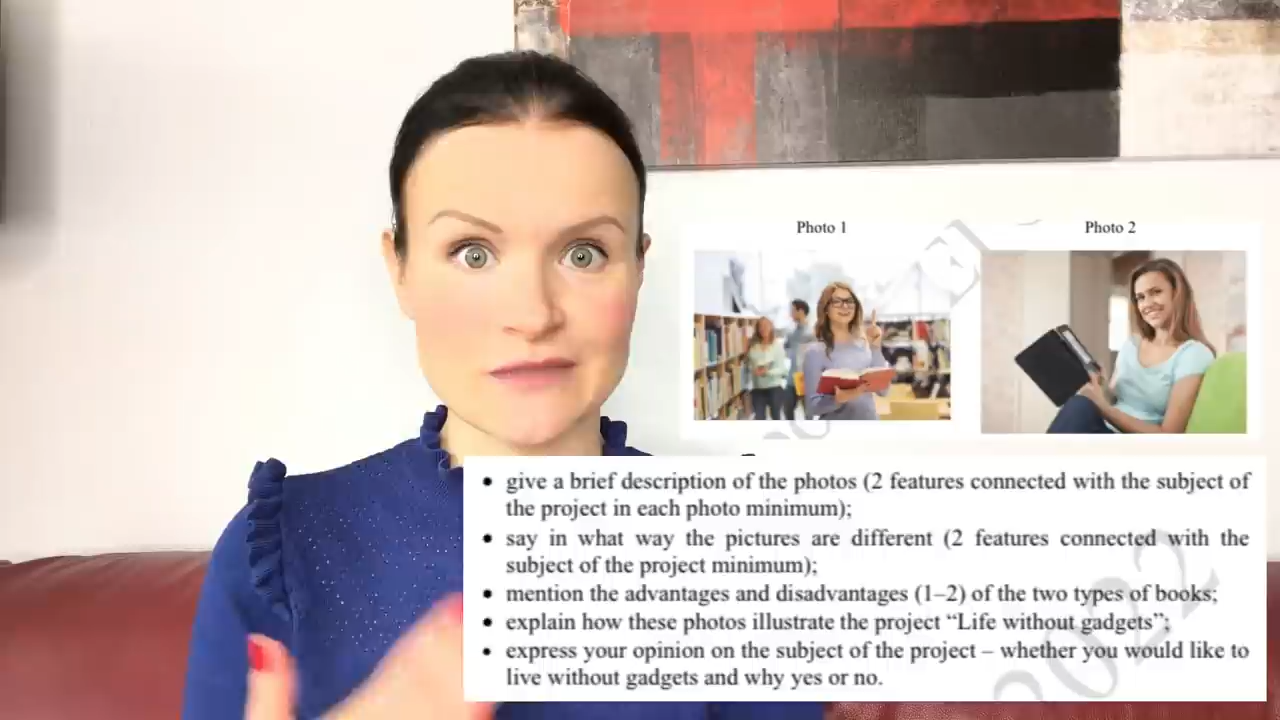 Photo 1
Photo 2
• give a brief description of the photos (2 features connected with the subject of
the project in each photo minimum);
• say in what way the pictures are different (2 features connected with the
subject of the project minimum);
• mention the advantages and disadvantages (1–2) of the two types of books;
• explain how these photos illustrate the project “Life without gadgets”;
• express your opinion on the subject of the project – whether you would like to
live without gadgets and why yes or no.
2022